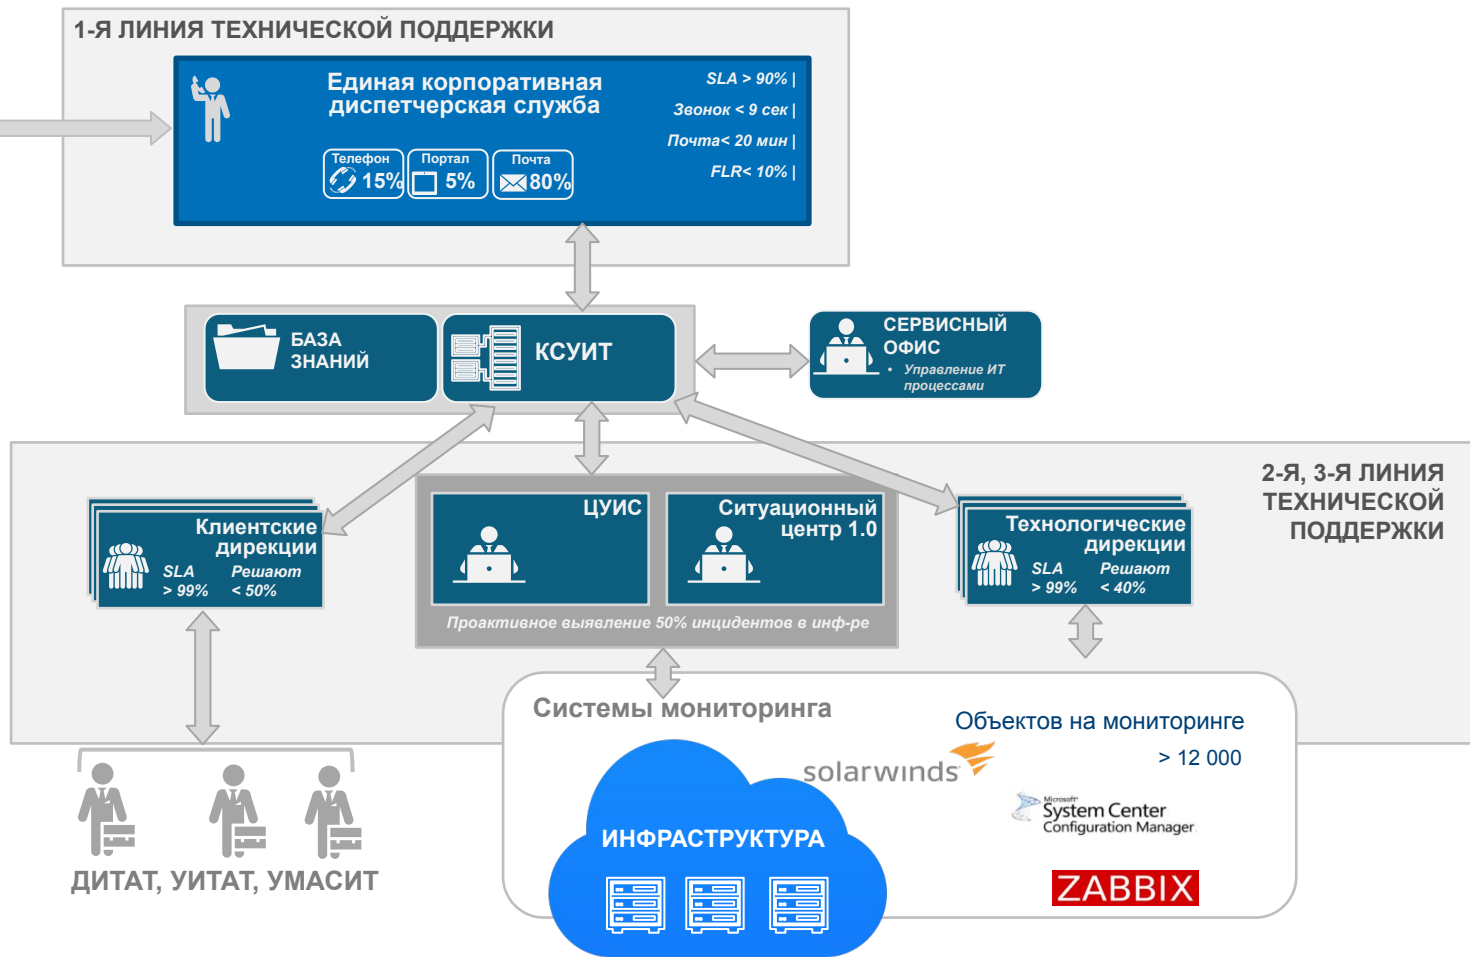 1-Я ЛИНИЯ ТЕХНИЧЕСКОЙ ПОДДЕРЖКИ
Единая корпоративная
диспетчерская служба
SLA > 90% |
Звонок < 9 сек |
Почта< 20 мин |
FLR< 10% |
Телефон
15%
Портал
5%
Почта
80%
БАЗА
ЗНАНИЙ
КСУИТ
СЕРВИСНЫЙ
ОФИС
• Управление ИТ
процессами
2-Я, 3-Я ЛИНИЯ
ТЕХНИЧЕСКОЙ
ПОДДЕРЖКИ
Клиентские
дирекции
SLA
> 99%
Решают
< 50%
ЦУИС
Ситуационный
центр 1.0
Проактивное выявление 50% инцидентов в инф-ре
Технологические
дирекции
SLA
> 99%
Решают
< 40%
Системы мониторинга
Объектов на мониторинге
> 12 000
solarwinds
Microsoft
System Center
Configuration Manager
ZABBIX
ИНФРАСТРУКТУРА
ДИТАТ, УИТАТ, УМАСИТ